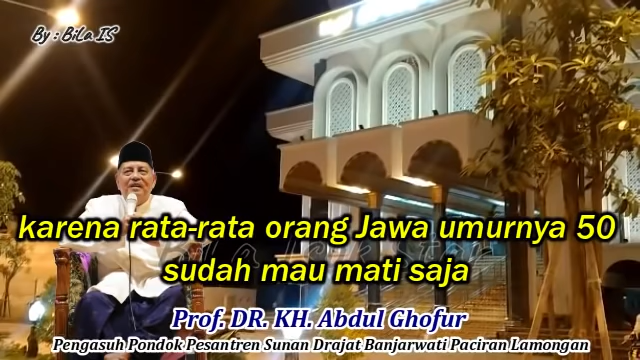 By : BiLa IS
karena rata-rata orang Jawa umurnya 50
sudah mau mati saja
Prof. DR. KH. Abdul Ghofur
Pengasuh Pondok Pesantren Sunan Drajat Banjarwati Paciran Lamongan